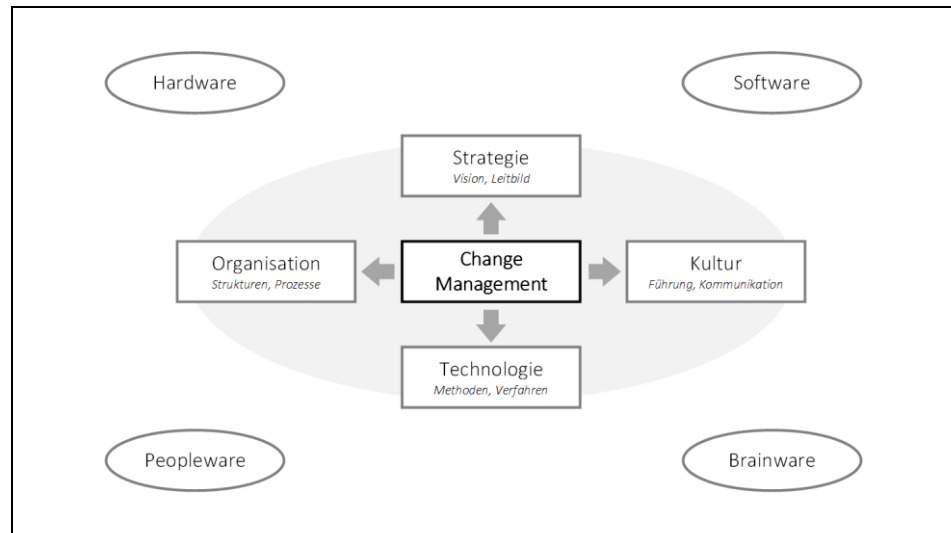 Hardware
Software
Strategie
Vision, Leitbild
Organisation
Strukturen, Prozesse
Change
Management
Kultur
Führung, Kommunikation
Technologie
Methoden, Verfahren
Peopleware
Brainware